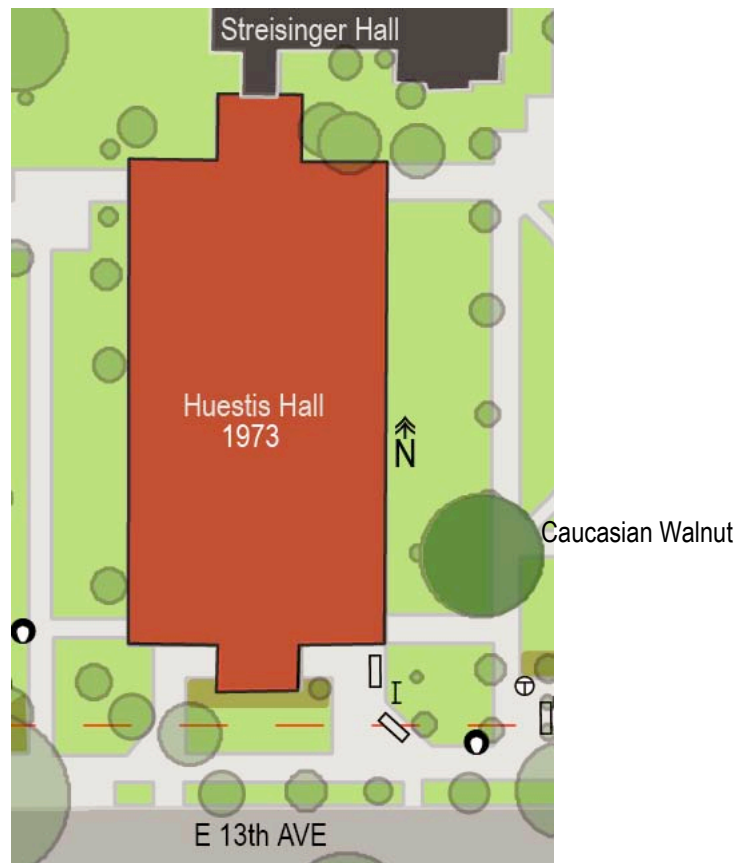 Streisinger Hall
Huestis Hall
1973
N
Caucasian Walnut
I
T
E 13th AVE